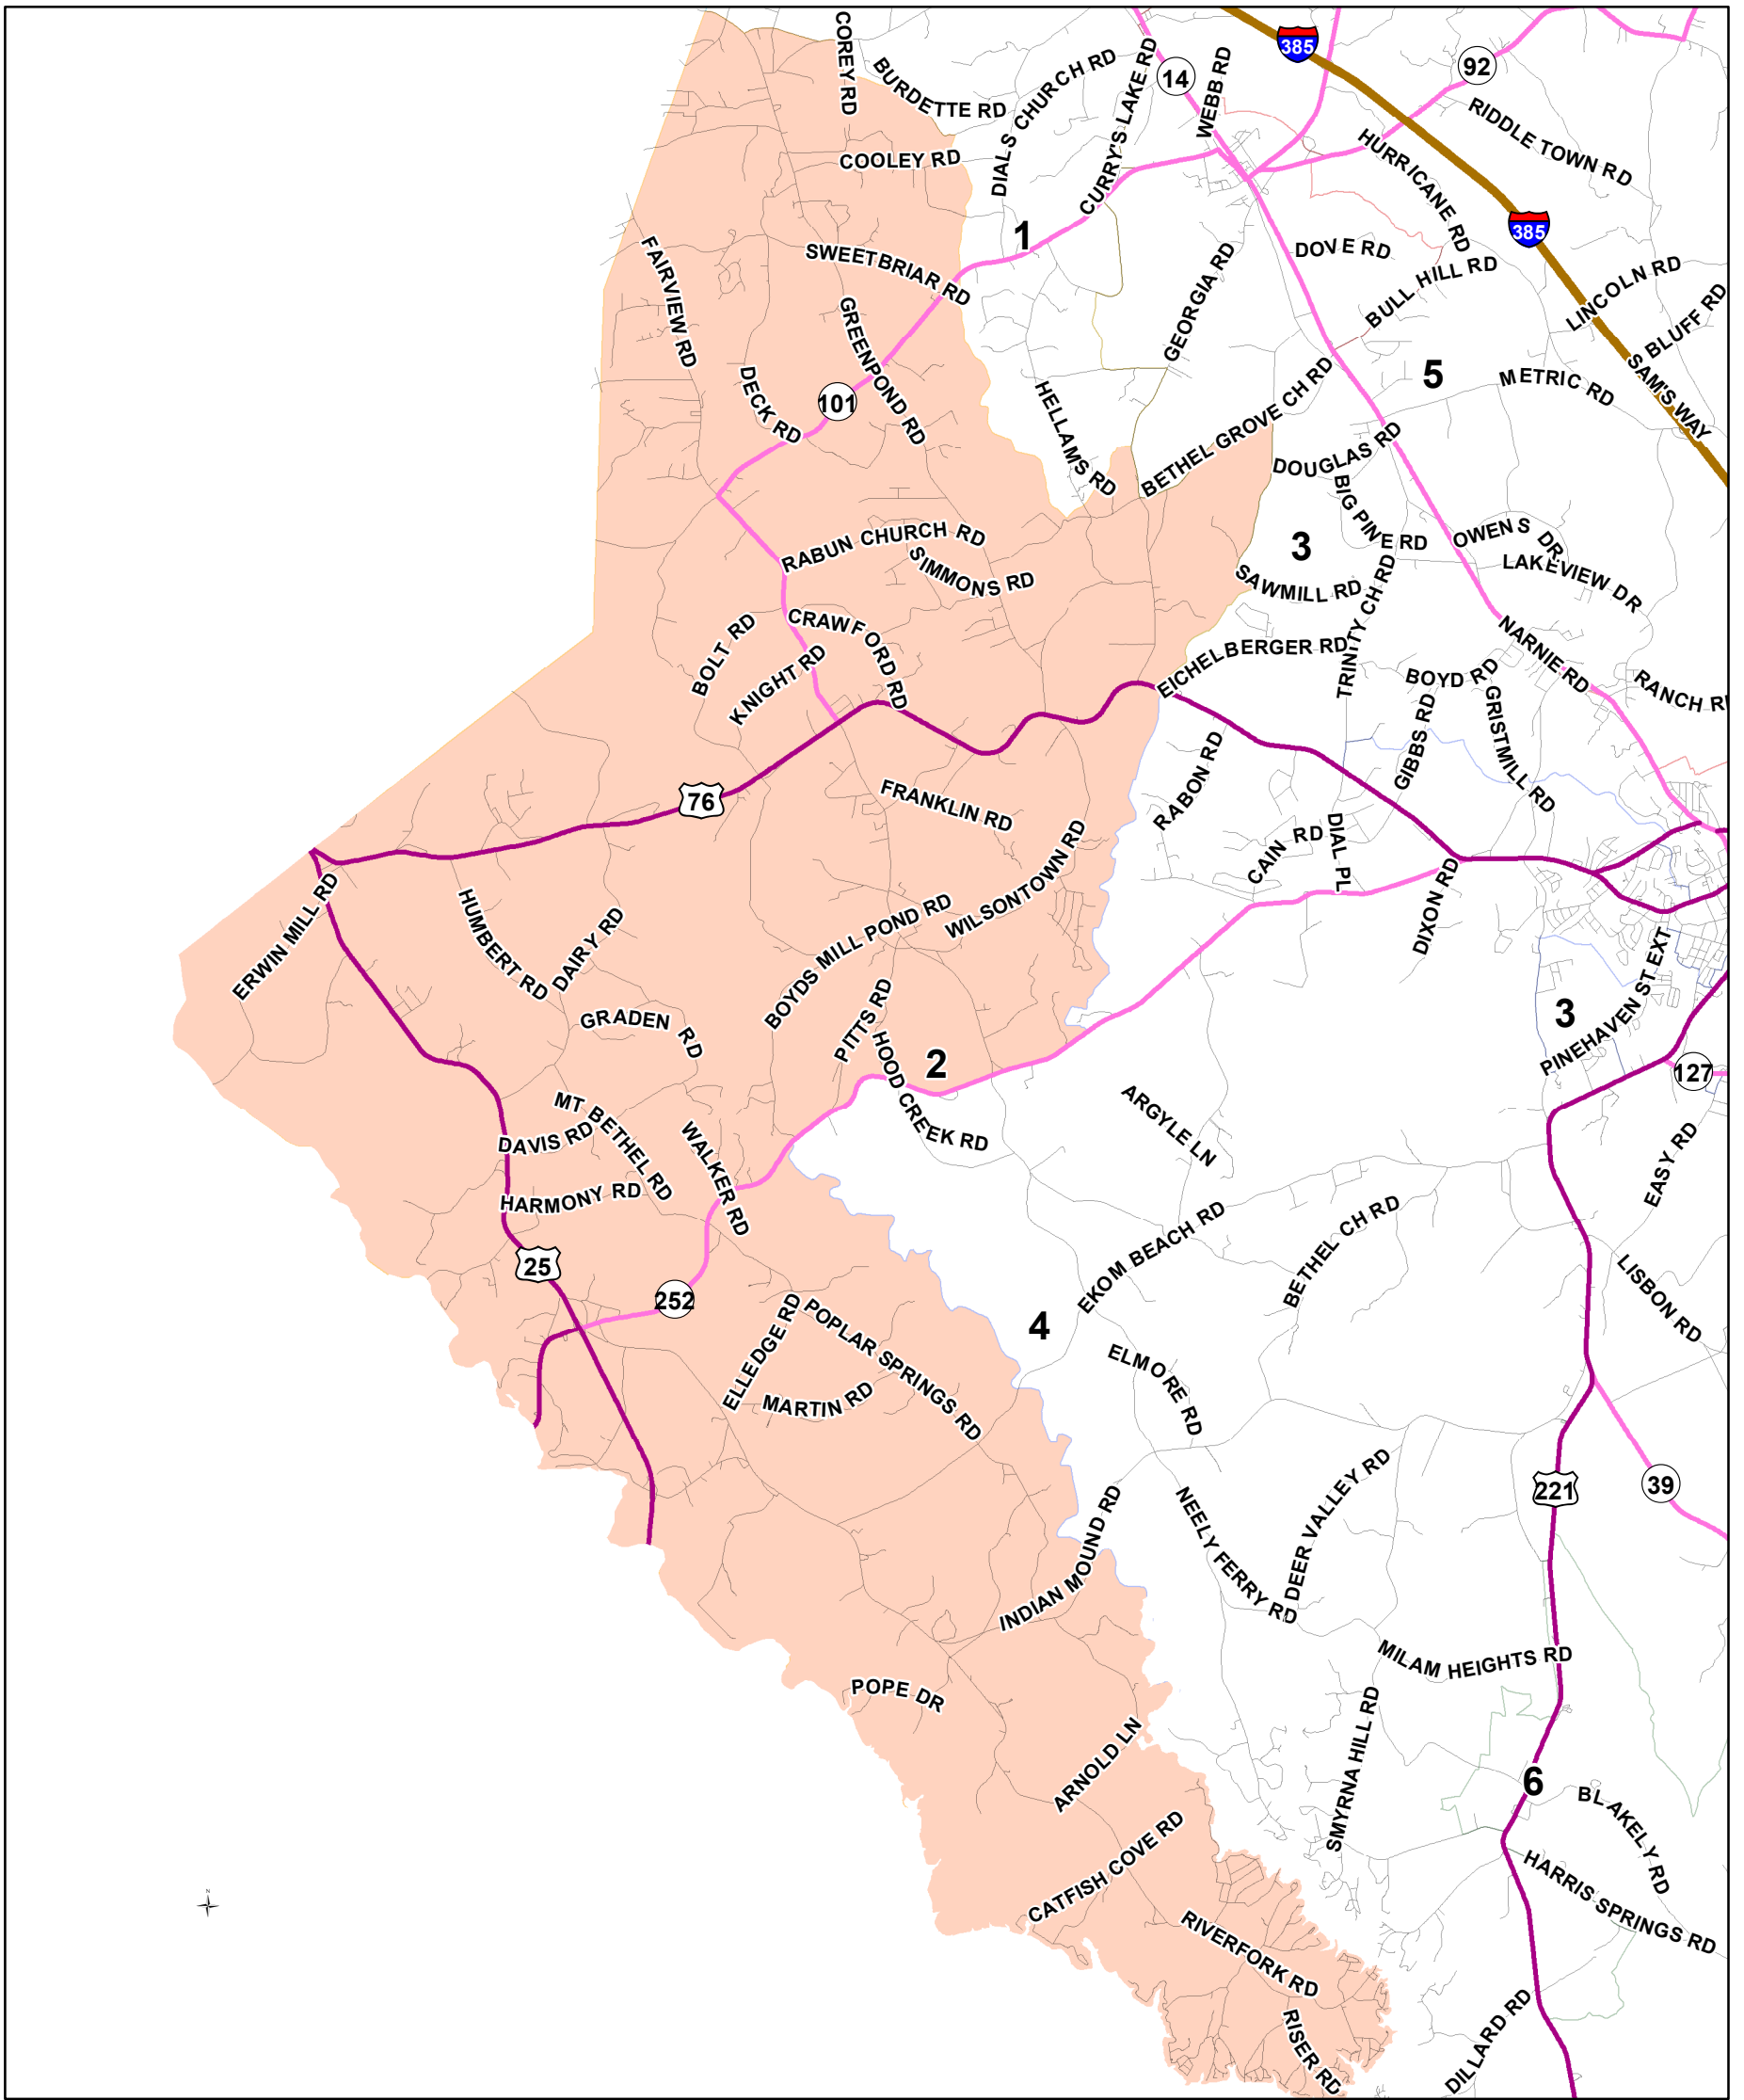 COREY RD
BURDETTE RD
DIALS CHURCH RD
CURRY'S LAKE RD
14
WEBB RD
385
92
RIDDLE TOWN RD
HURRICANE RD
COOLEY RD
1
385
FAIRVIEW RD
SWEETBRIAR RD
GEORGIA RD
DOVE RD
BULL HILL RD
LINCOLN RD
S BLUFF RD
GREENPOND RD
DECK RD
101
HELLAMS RD
BETHEL GROVE CH RD
5
METRIC RD
SAM'S WAY
DOUGLAS RD
BIG PINE RD
RABUN CHURCH RD
SIMMONS RD
3
OWENS DR
LAKEVIEW DR
SAWMILL RD
TRINITY CH RD
BOLT RD
CRAWFORD RD
KNIGHT RD
EICHELBERGER RD
NARNIE RD
BOYD RD
RANCH R
GIBBS RD
GRISTMILL RD
76
FRANKLIN RD
RABON RD
WILSONTOWN RD
CAIN RD
DIAL PL
DIXON RD
ERWIN MILL RD
HUMBERT RD
DAIRY RD
BOYDS MILL POND RD
PINEHAVEN ST EXT
GRADEN RD
PITTS RD
HOOD CREEK RD
2
3
127
MT BETHEL RD
DAVIS RD
WALKER RD
ARGYLE LN
EASY RD
HARMONY RD
25
252
EKOM BEACH RD
BETHEL CH RD
LISBON RD
ELLEDGE RD
POPLAR SPRINGS RD
4
MARTIN RD
ELMORE RD
221
39
INDIAN MOUND RD
NEELY FERRY RD
DEER VALLEY RD
MILAM HEIGHTS RD
POPE DR
SMYRNA HILL RD
ARNOLD LN
6
BLAKELY RD
CATFISH COVE RD
HARRIS SPRINGS RD
N
RIVERFORK RD
RISER RD
DILLARD RD